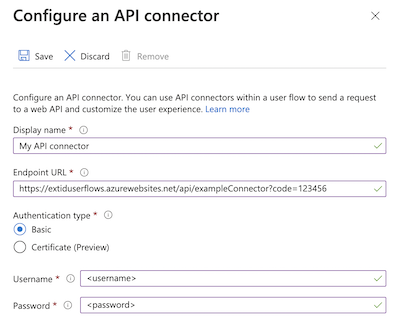 Configure an API connector
Save Discard Remove
Configure an API connector. You can use API connectors within a user flow to send a request
to a web API and customize the user experience. Learn more
Display name *
My API connector
Endpoint URL *
https://extiduserflows.azurewebsites.net/api/exampleConnector?code=123456
Authentication type *
Basic
Certificate (Preview)
Username * <username>
Password * <password>